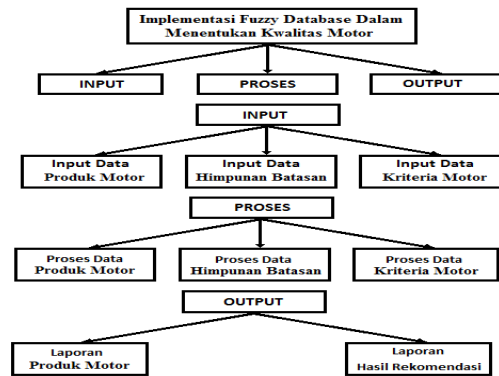 Implementasi Fuzzy Database Dalam
Menentukan Kwalitas Motor
INPUT
PROSES
OUTPUT
INPUT
Input Data
Produk Motor
Input Data
Himpunan Batasan
Input Data
Kriteria Motor
PROSES
Proses Data
Produk Motor
Proses Data
Himpunan Batasan
Proses Data
Kriteria Motor
OUTPUT
Laporan
Produk Motor
Laporan
Hasil Rekomendasi